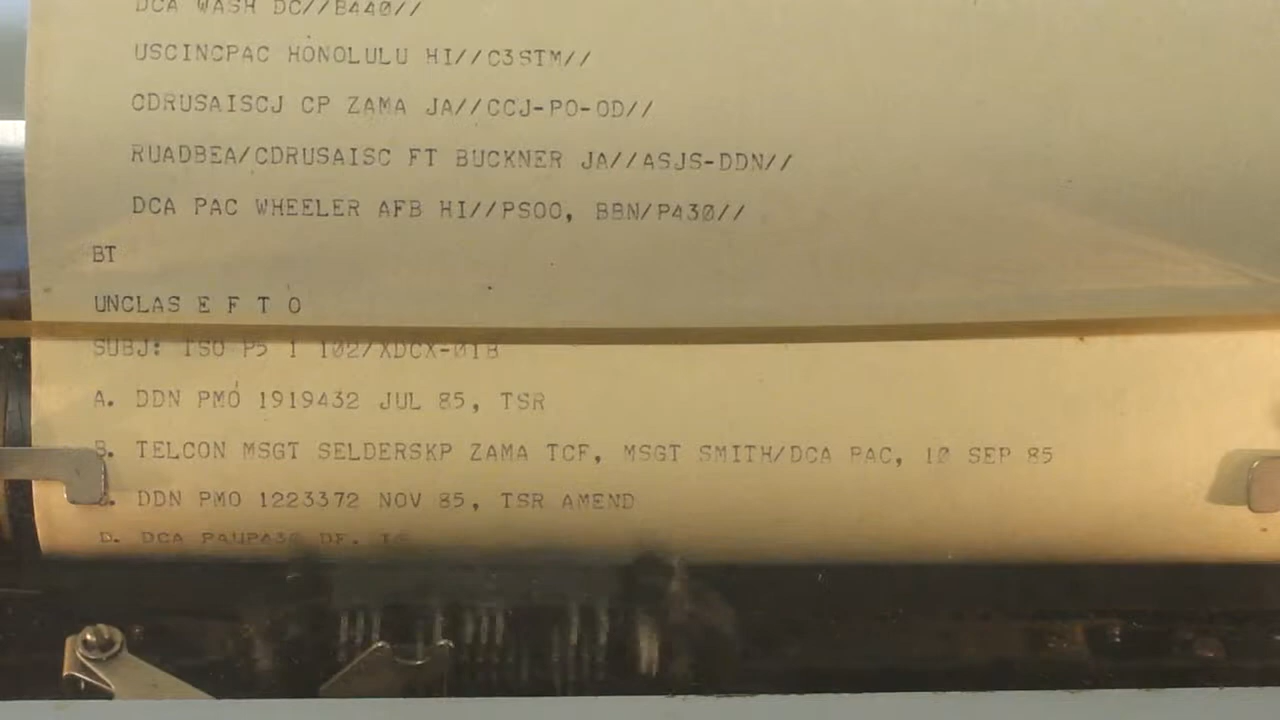 DCA WASH DC//B440//
USCINCPAC HONOLULU HI//C3STM//
CDRUSAISCJ CP ZAMA JA//CCJ-PO-OD//
RUADBEA/CDRUSAISC FT BUCKNER JA//ASJS-DDN//
DCA PAC WHEELER AFB HI//PSOO, BBN/P430//
BT
UNCLAS E F T O
SUBJ: TSO P5 1 102/XDCX-01B
A. DDN PMO 1919432 JUL 85, TSR
B. TELCON MSGT SELDERSKP ZAMA TCF, MSGT SMITH/DCA PAC, 10 SEP 85
C. DDN PMO 1223372 NOV 85, TSR AMEND
D. DCA